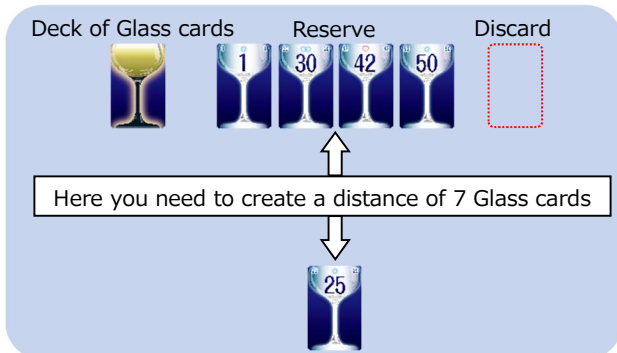 Deck of Glass cards Reserve Discard
1 30 42 50
Here you need to create a distance of 7 Glass cards
25